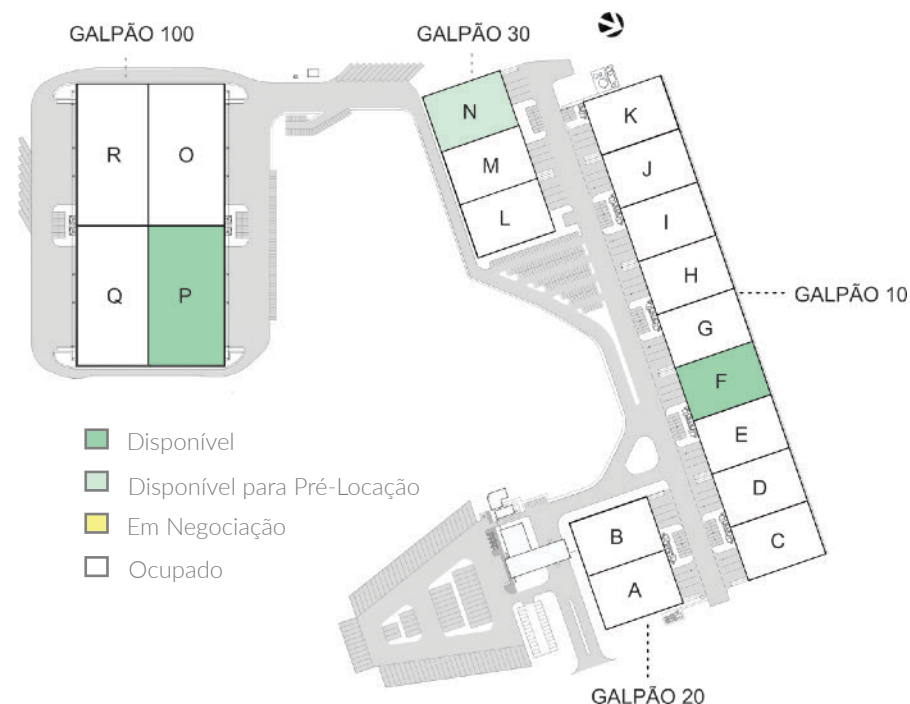 GALPÃO 100
GALPÃO 30
N
M
L
K
J
I
H
G
F
E
D
C
GALPÃO 10
R
O
Q
P
Disponível
Disponível para Pré-Locação
Em Negociação
Ocupado
B
A
GALPÃO 20